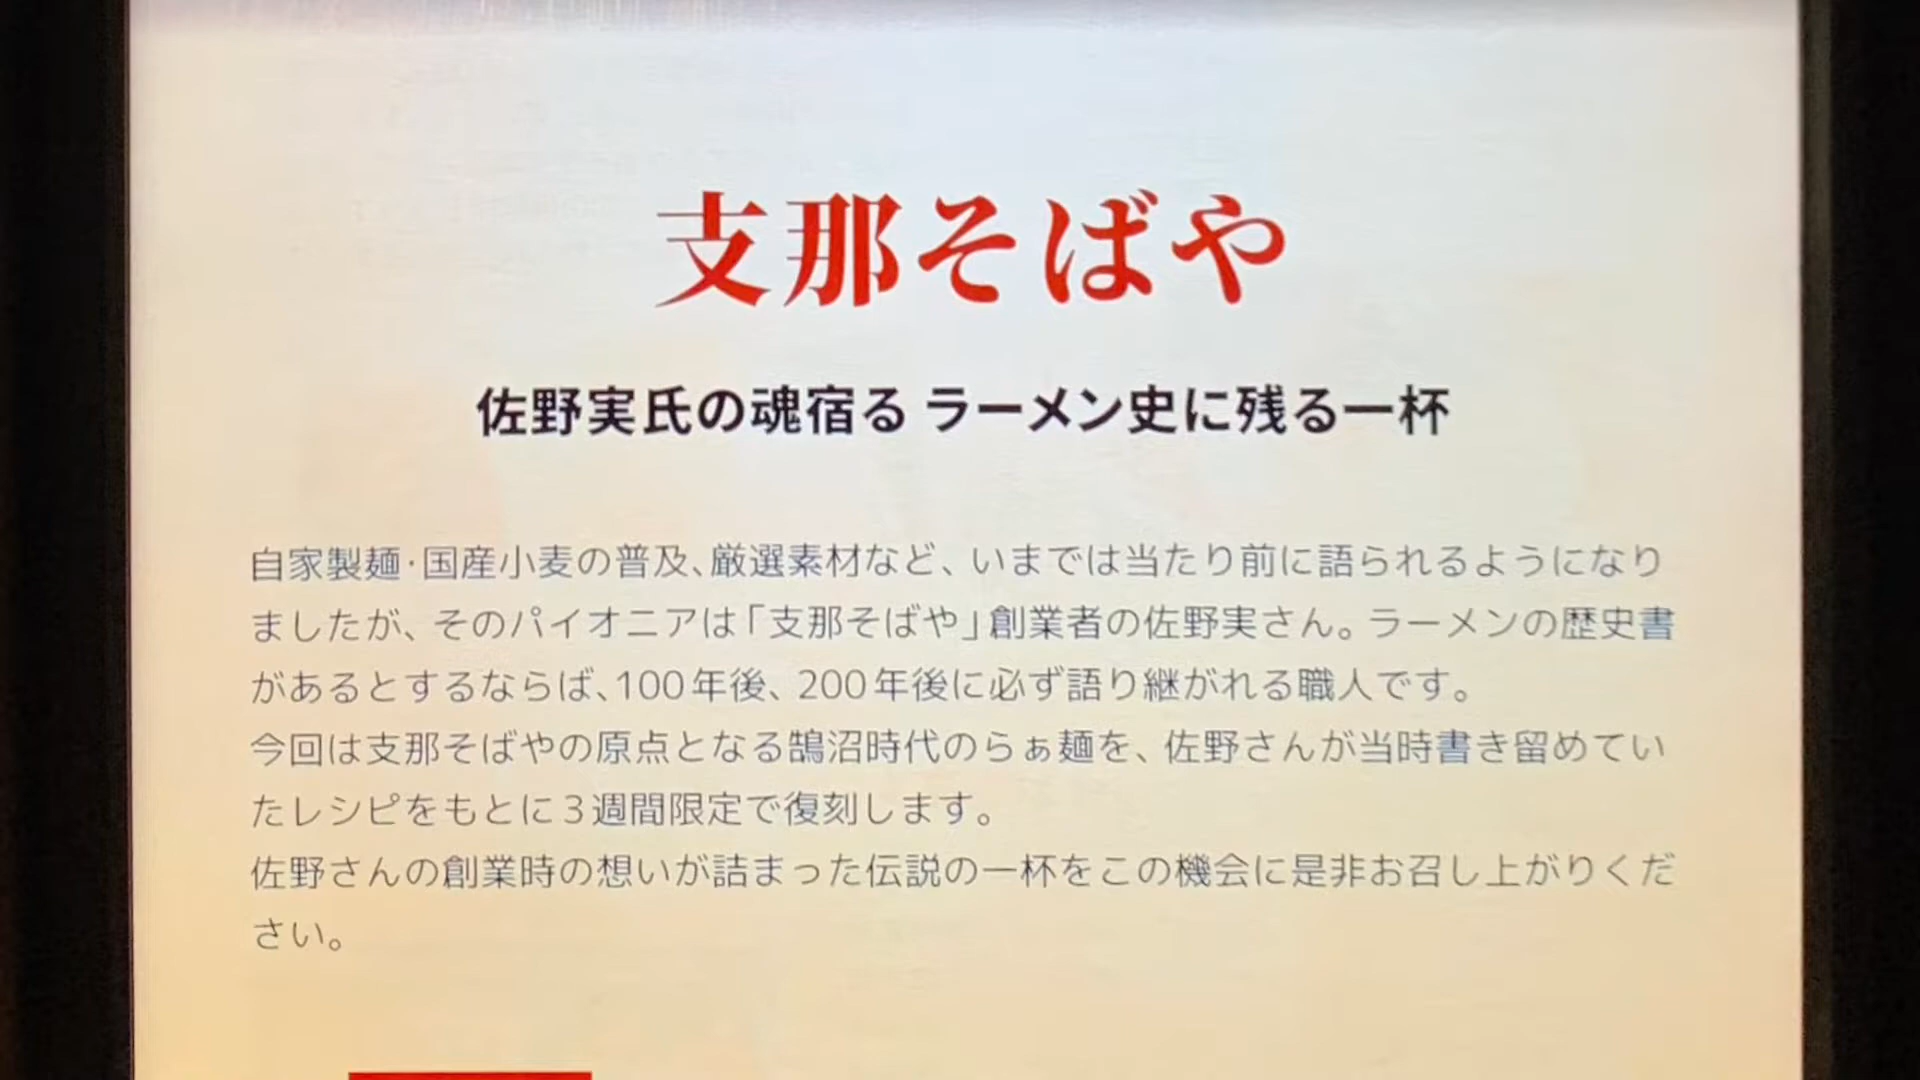 支那そばや
佐野実氏の魂宿る ラーメン史に残る一杯
自家製麺・国産小麦の普及、厳選素材など、いまでは当たり前に語られるようになり
ましたが、そのパイオニアは「支那そばや」創業者の佐野実さん。ラーメンの歴史書
があるとするならば、100年後、200年後に必ず語り継がれる職人です。
今回は支那そばやの原点となる鵠沼時代のらぁ麺を、佐野さんが当時書き留めてい
たレシピをもとに3週間限定で復刻します。
佐野さんの創業時の想いが詰まった伝説の一杯をこの機会に是非お召し上がりくだ
さい。